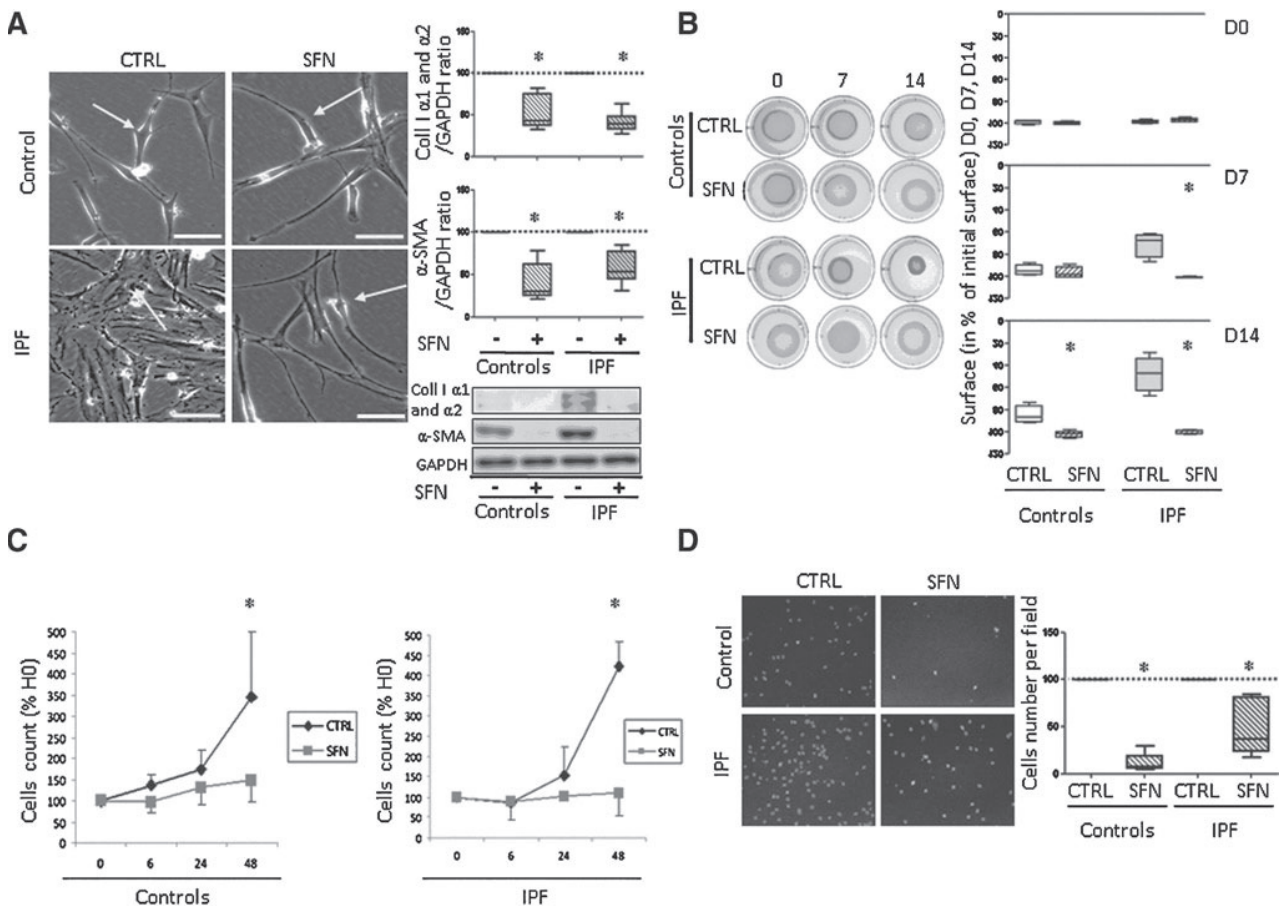 A
CTRL
SFN
Control
IPF
Coll I α1 and α2
/GAPDH ratio
100
50
0
*
*
α-SMA
/GAPDH ratio
150
100
50
0
*
*
SFN
-
+
-
+
Controls
IPF
Coll I α1
and α2
α-SMA
GAPDH
SFN
-
+
-
+
Controls
IPF
B
0
7
14
Controls
CTRL
SFN
IPF
CTRL
SFN
Surface (in % of initial surface) D0, D7, D14
D0
D7
*
D14
*
*
CTRL
SFN
CTRL
SFN
Controls
IPF
C
Cells count (% H0)
500
450
400
350
300
250
200
150
100
50
0
*
CTRL
SFN
0
6
24
48
Controls
Cells count (% H0)
500
450
400
350
300
250
200
150
100
50
0
*
CTRL
SFN
0
6
24
48
IPF
D
CTRL
SFN
Control
IPF
Cells number per field
150
100
50
0
*
*
CTRL
SFN
CTRL
SFN
Controls
IPF